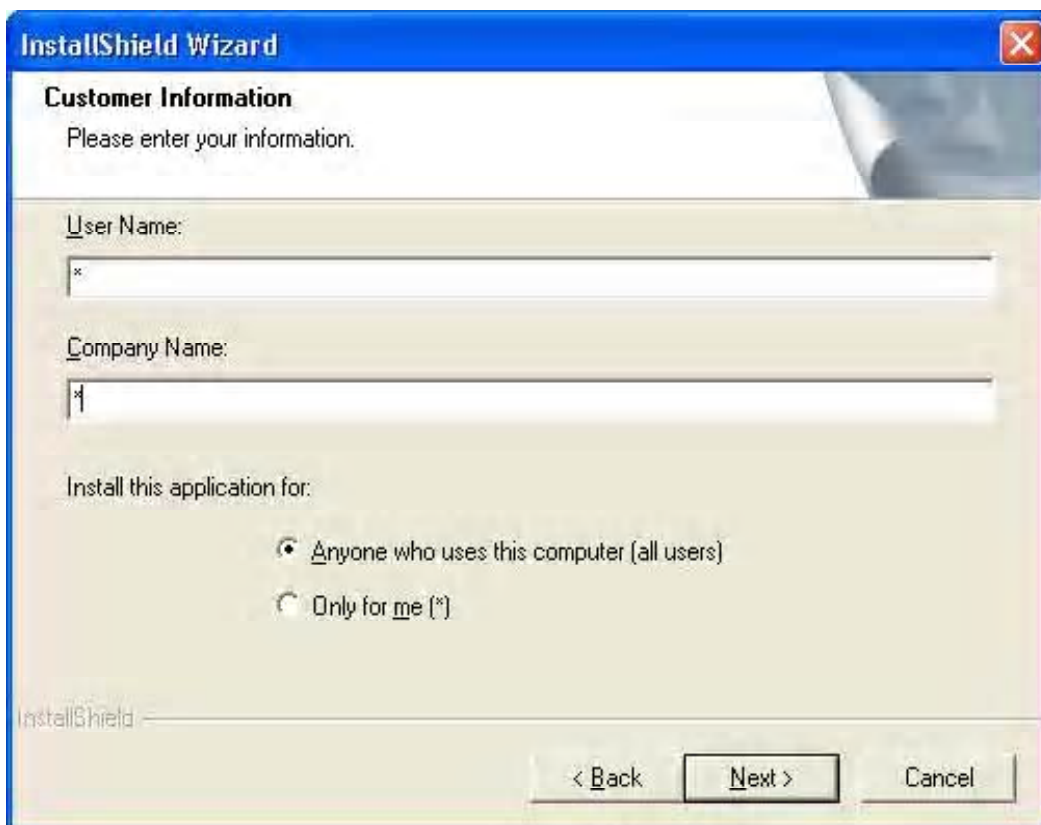 InstallShield Wizard
Customer Information
Please enter your information.
User Name:
*
Company Name:
*
Install this application for:
Anyone who uses this computer (all users)
Only for me (*)
InstallShield
< Back
Next >
Cancel